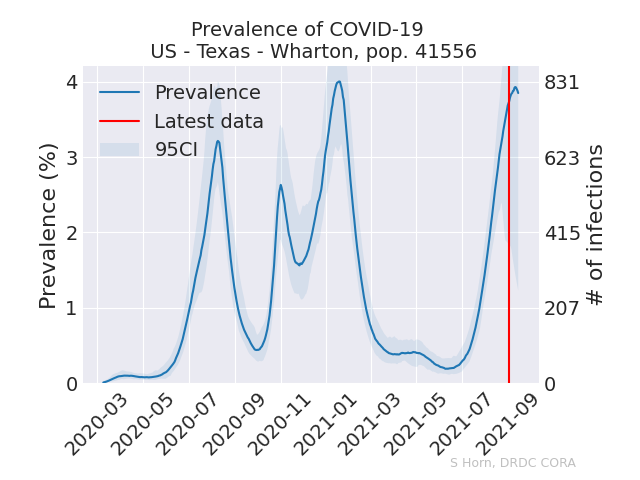 Prevalence of COVID-19
US - Texas - Wharton, pop. 41556
Prevalence
Latest data
95CI
Prevalence (%)
4
3
2
1
0
831
623
415
207
0
# of infections
2020-03
2020-05
2020-07
2020-09
2020-11
2021-01
2021-03
2021-05
2021-07
2021-09
S Horn, DRDC CORA